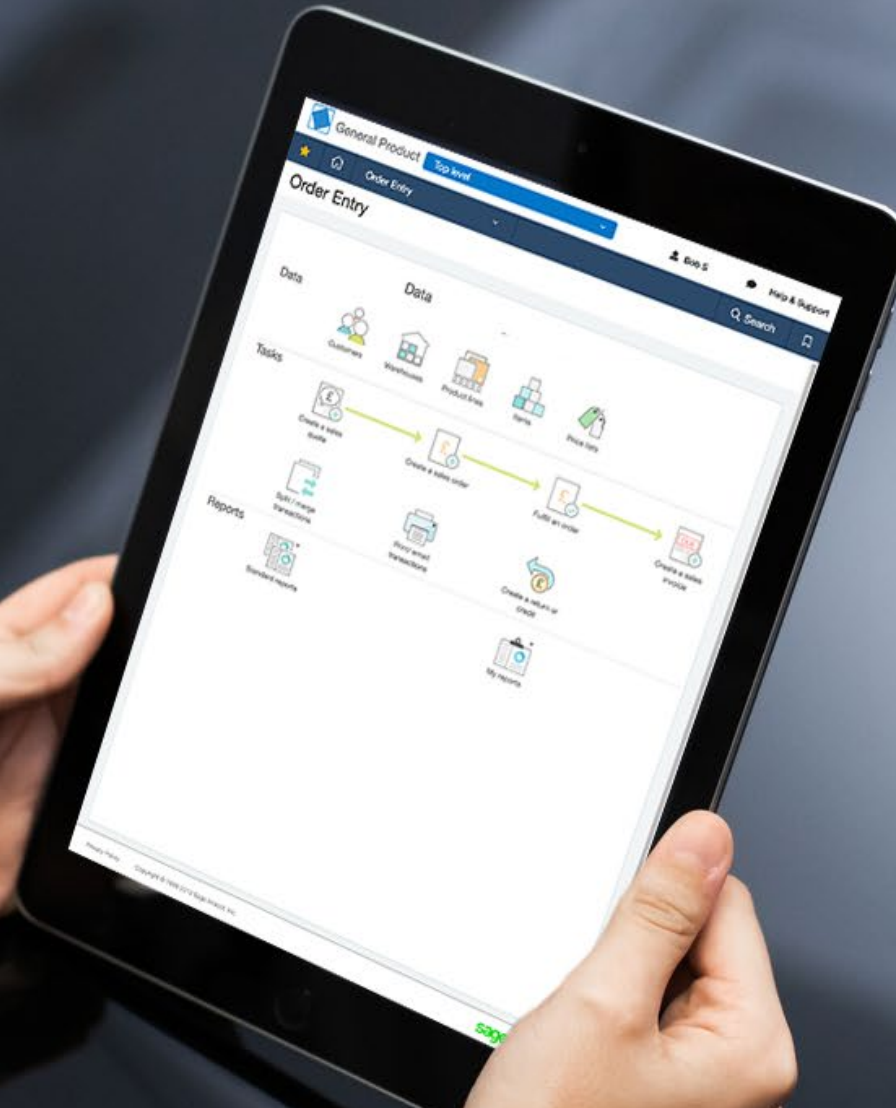 General Product
Top level
Bob S
Help & Support
Order Entry
Search
Order Entry
Data
Data
Customers
Warehouses
Product lines
Items
Price lists
Tasks
Create a sales quote
Create a sales order
Fulfill an order
Create a sales invoice
Split / merge transactions
Print/ email transactions
Create a return or credit
Reports
Standard reports
My reports
Privacy Policy
sage